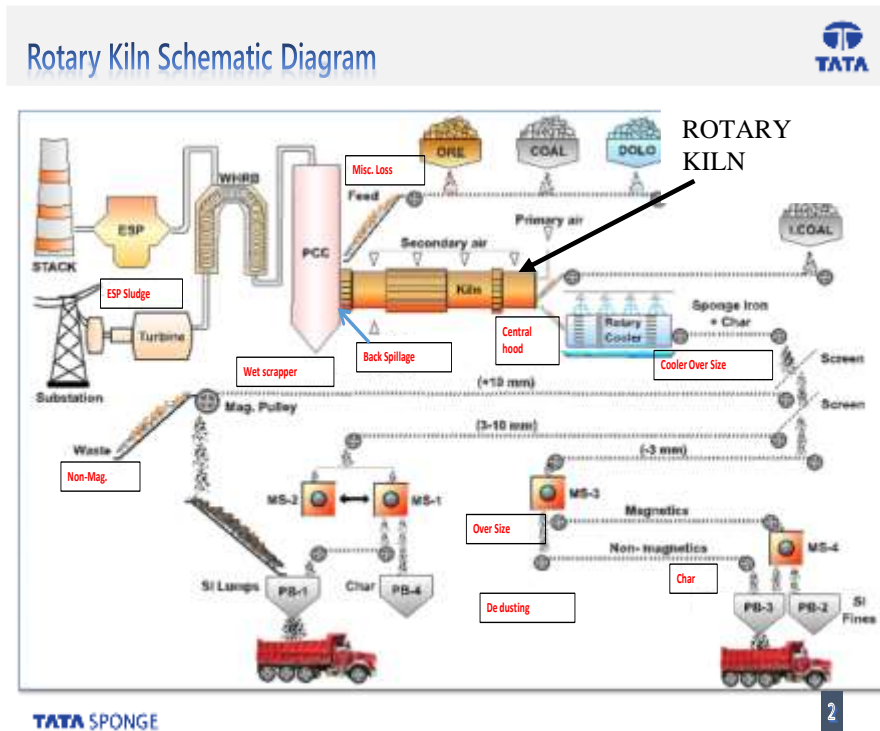 Rotary Kiln Schematic Diagram
TATA
ROTARY
KILN
ORE
COAL
DOLO
Misc. Loss
WHRB
Feed
Primary air
I.COAL
ESP
PCC
Secondary air
STACK
Kiln
ESP Sludge
Sponge Iron
+ Char
Turbine
Rotary
Cooler
Central
hood
Back Spillage
Cooler Over Size
Screen
Wet scrapper
(+10 mm)
Substation
Mag. Pulley
Screen
(3-10 mm)
Waste
(-3 mm)
Non-Mag.
MS-2
MS-1
MS-3
Magnetics
Over Size
Non- magnetics
MS-4
Char
SI Lumps
PB-1
Char
PB-4
De dusting
PB-3
PB-2
SI
Fines
TATA SPONGE
2